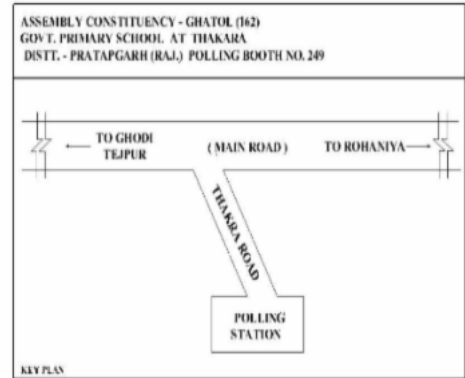 ASSEMBLY CONSTITUENCY - GHATOL (162)
GOVT. PRIMARY SCHOOL AT THAKARA
DISTT. - PRATAPGARH (RAJ.) POLLING BOOTH NO. 249
TO GHODI
TEJPUR
( MAIN ROAD )
TO ROHANIYA
THAKRA ROAD
POLLING
STATION
KEY PLAN